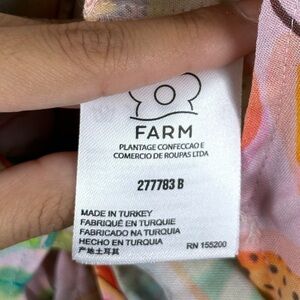 FARM
PLANTAGE CONFECCAO E
COMERCIO DE ROUPAS LTDA
277783 B
MADE IN TURKEY
FABRIQUÉ EN TURQUIE
FABRICADO NA TURQUIA
HECHO EN TURQUIA
产地土耳其
RN 155200